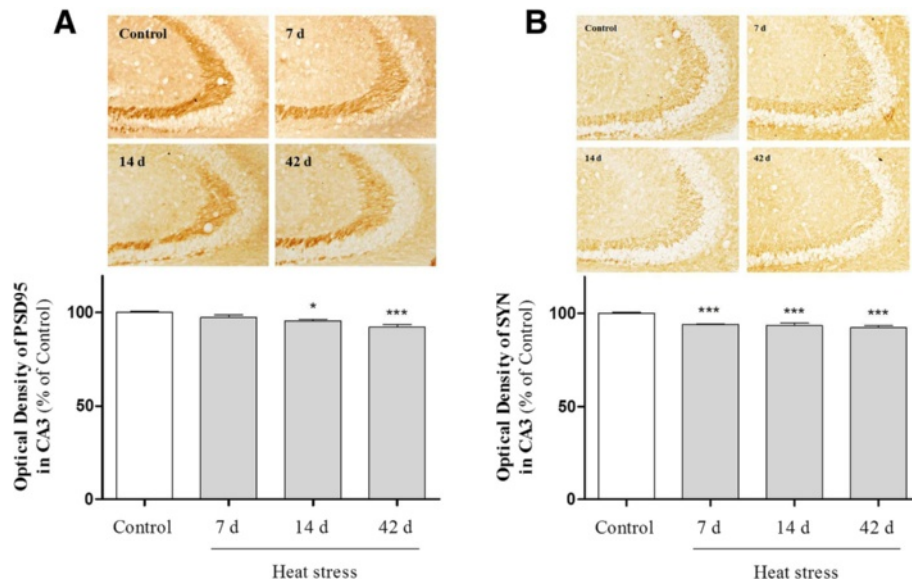 A
Control
7 d
14 d
42 d
Optical Density of PSD95
in CA3 (% of Control)
100
50
0
*
***
Control
7 d
14 d
42 d
Heat stress
B
Control
7 d
14 d
42 d
Optical Density of SYN
in CA3 (% of Control)
100
50
0
***
***
***
Control
7 d
14 d
42 d
Heat stress